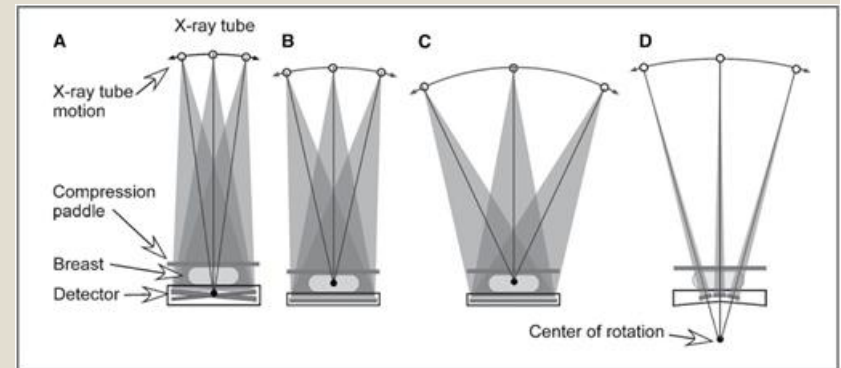 X-ray tube
A
B
C
D
X-ray tube
motion
Compression
paddle
Breast
Detector
Center of rotation